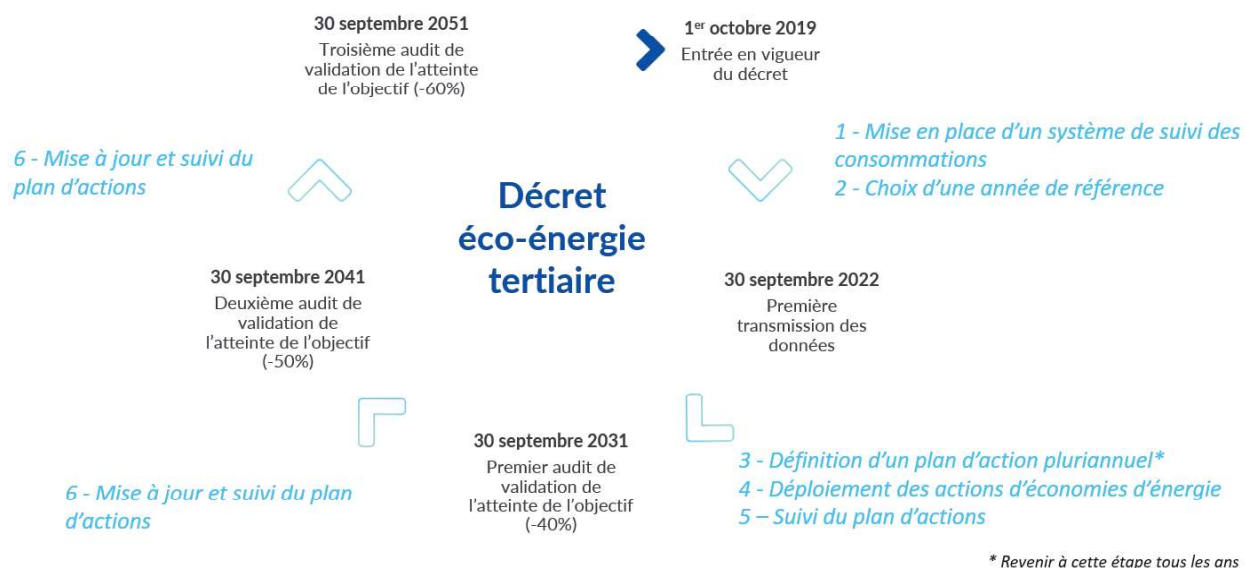 30 septembre 2051
Troisième audit de
validation de l'atteinte
de l'objectif (-60%)
1er octobre 2019
Entrée en vigueur
du décret
1 - Mise en place d'un système de suivi des
consommations
2 - Choix d'une année de référence
6 - Mise à jour et suivi du
plan d'actions
Décret
éco-énergie
tertiaire
30 septembre 2041
Deuxième audit de
validation de
l'atteinte de l'objectif
(-50%)
30 septembre 2022
Première
transmission des
données
30 septembre 2031
Premier audit de
validation de
l'atteinte de l'objectif
(-40%)
3 - Définition d'un plan d'action pluriannuel*
4 - Déploiement des actions d'économies d'énergie
5 – Suivi du plan d'actions
6 - Mise à jour et suivi du plan
d'actions
* Revenir à cette étape tous les ans